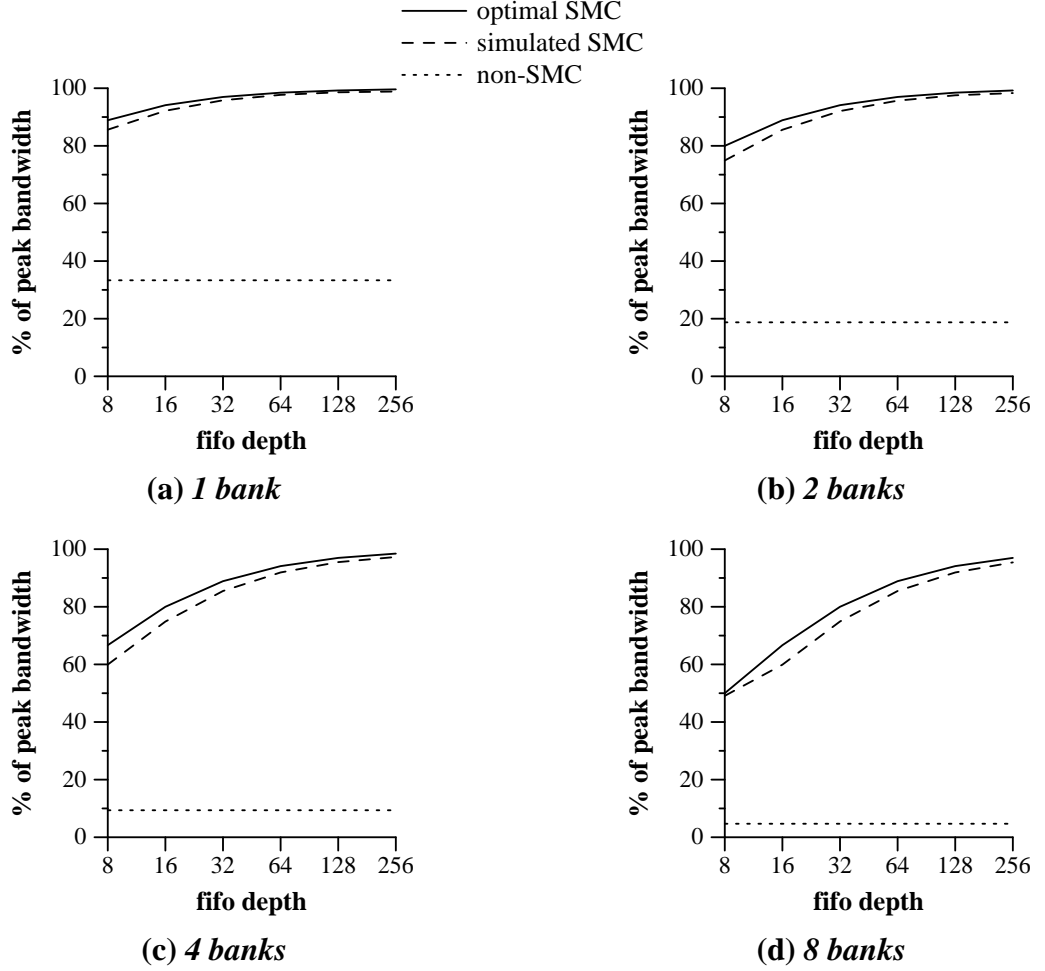 optimal SMC
simulated SMC
non-SMC
% of peak bandwidth
100
80
60
40
20
0
8 16 32 64 128 256
fifo depth
(a) 1 bank
% of peak bandwidth
100
80
60
40
20
0
8 16 32 64 128 256
fifo depth
(b) 2 banks
% of peak bandwidth
100
80
60
40
20
0
8 16 32 64 128 256
fifo depth
(c) 4 banks
% of peak bandwidth
100
80
60
40
20
0
8 16 32 64 128 256
fifo depth
(d) 8 banks